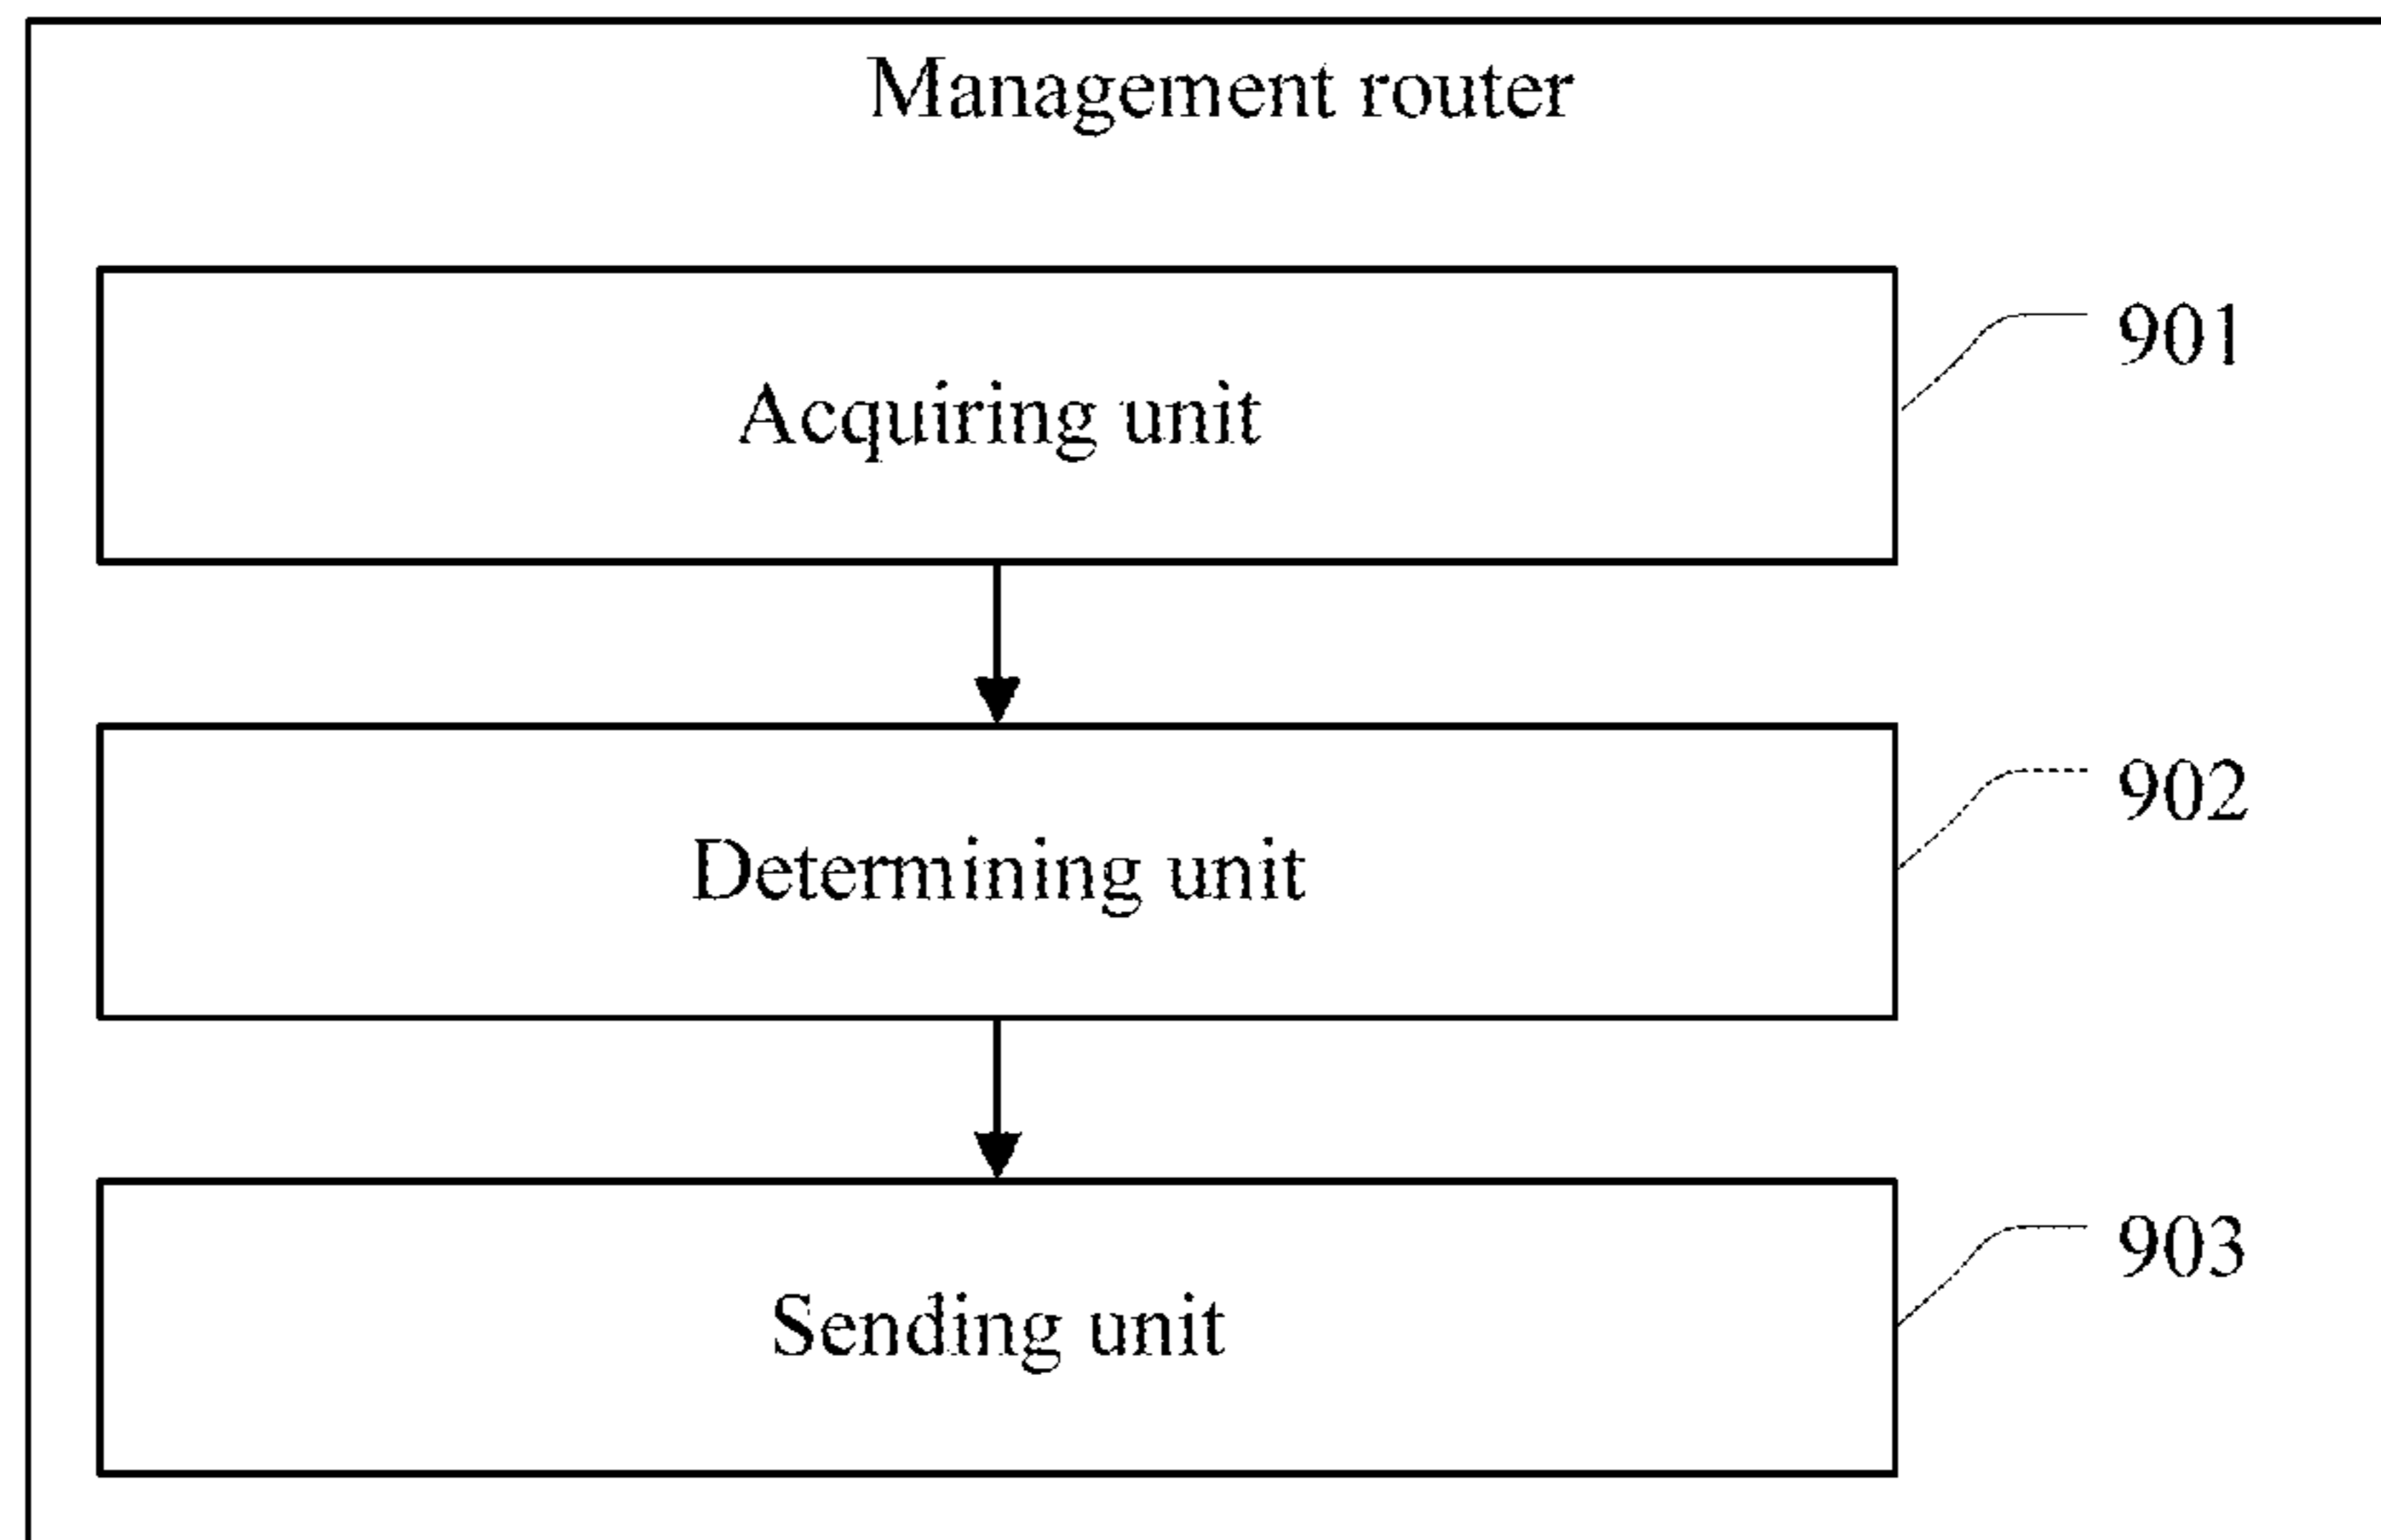 Management router
Acquiring unit
901
Determining unit
902
Sending unit
903